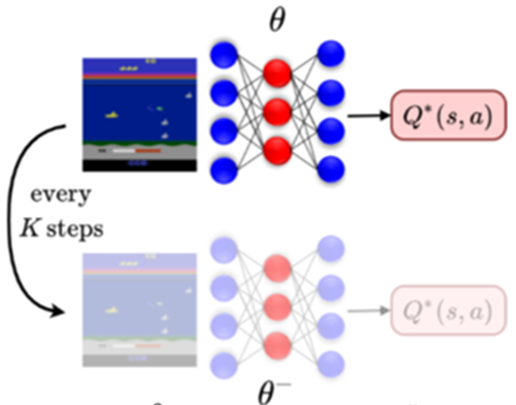 θ
Q*(s, a)
every
K steps
Q*(s, a)
θ⁻